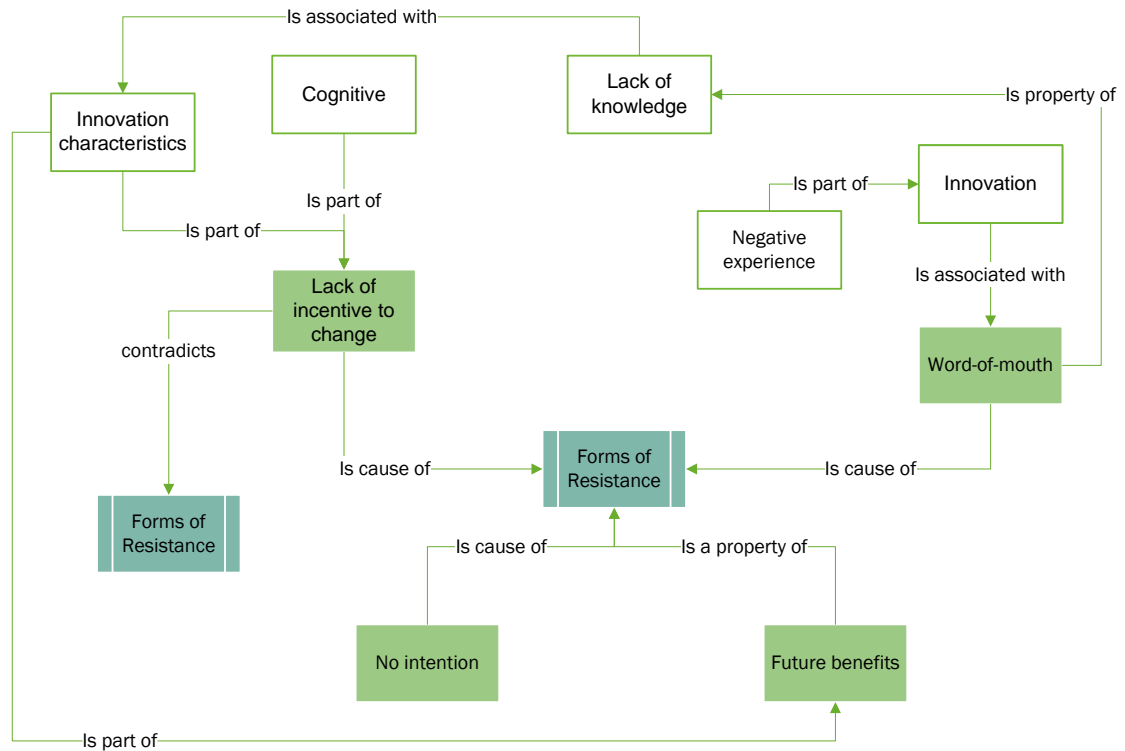 Is associated with
Cognitive
Lack of
knowledge
Is property of
Innovation
characteristics
Is part of
Innovation
Is part of
Is part of
Negative
experience
Is associated with
Lack of
incentive to
change
contradicts
Word-of-mouth
Forms of
Resistance
Is cause of
Is cause of
Forms of
Resistance
Is cause of
Is a property of
No intention
Future benefits
Is part of